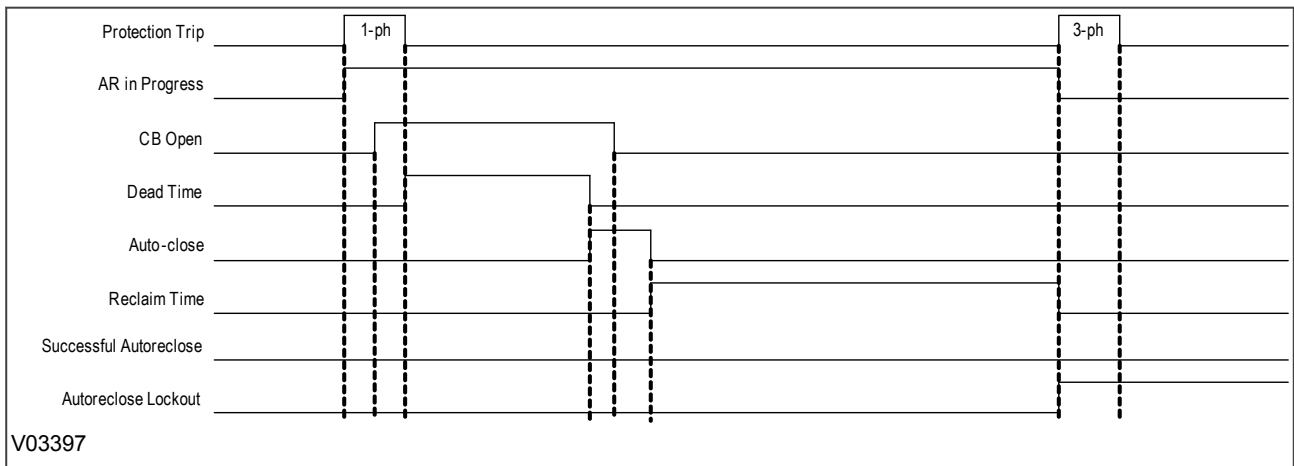 Protection Trip
1-ph
3-ph
AR in Progress
CB Open
Dead Time
Auto-close
Reclaim Time
Successful Autoreclose
Autoreclose Lockout
V03397